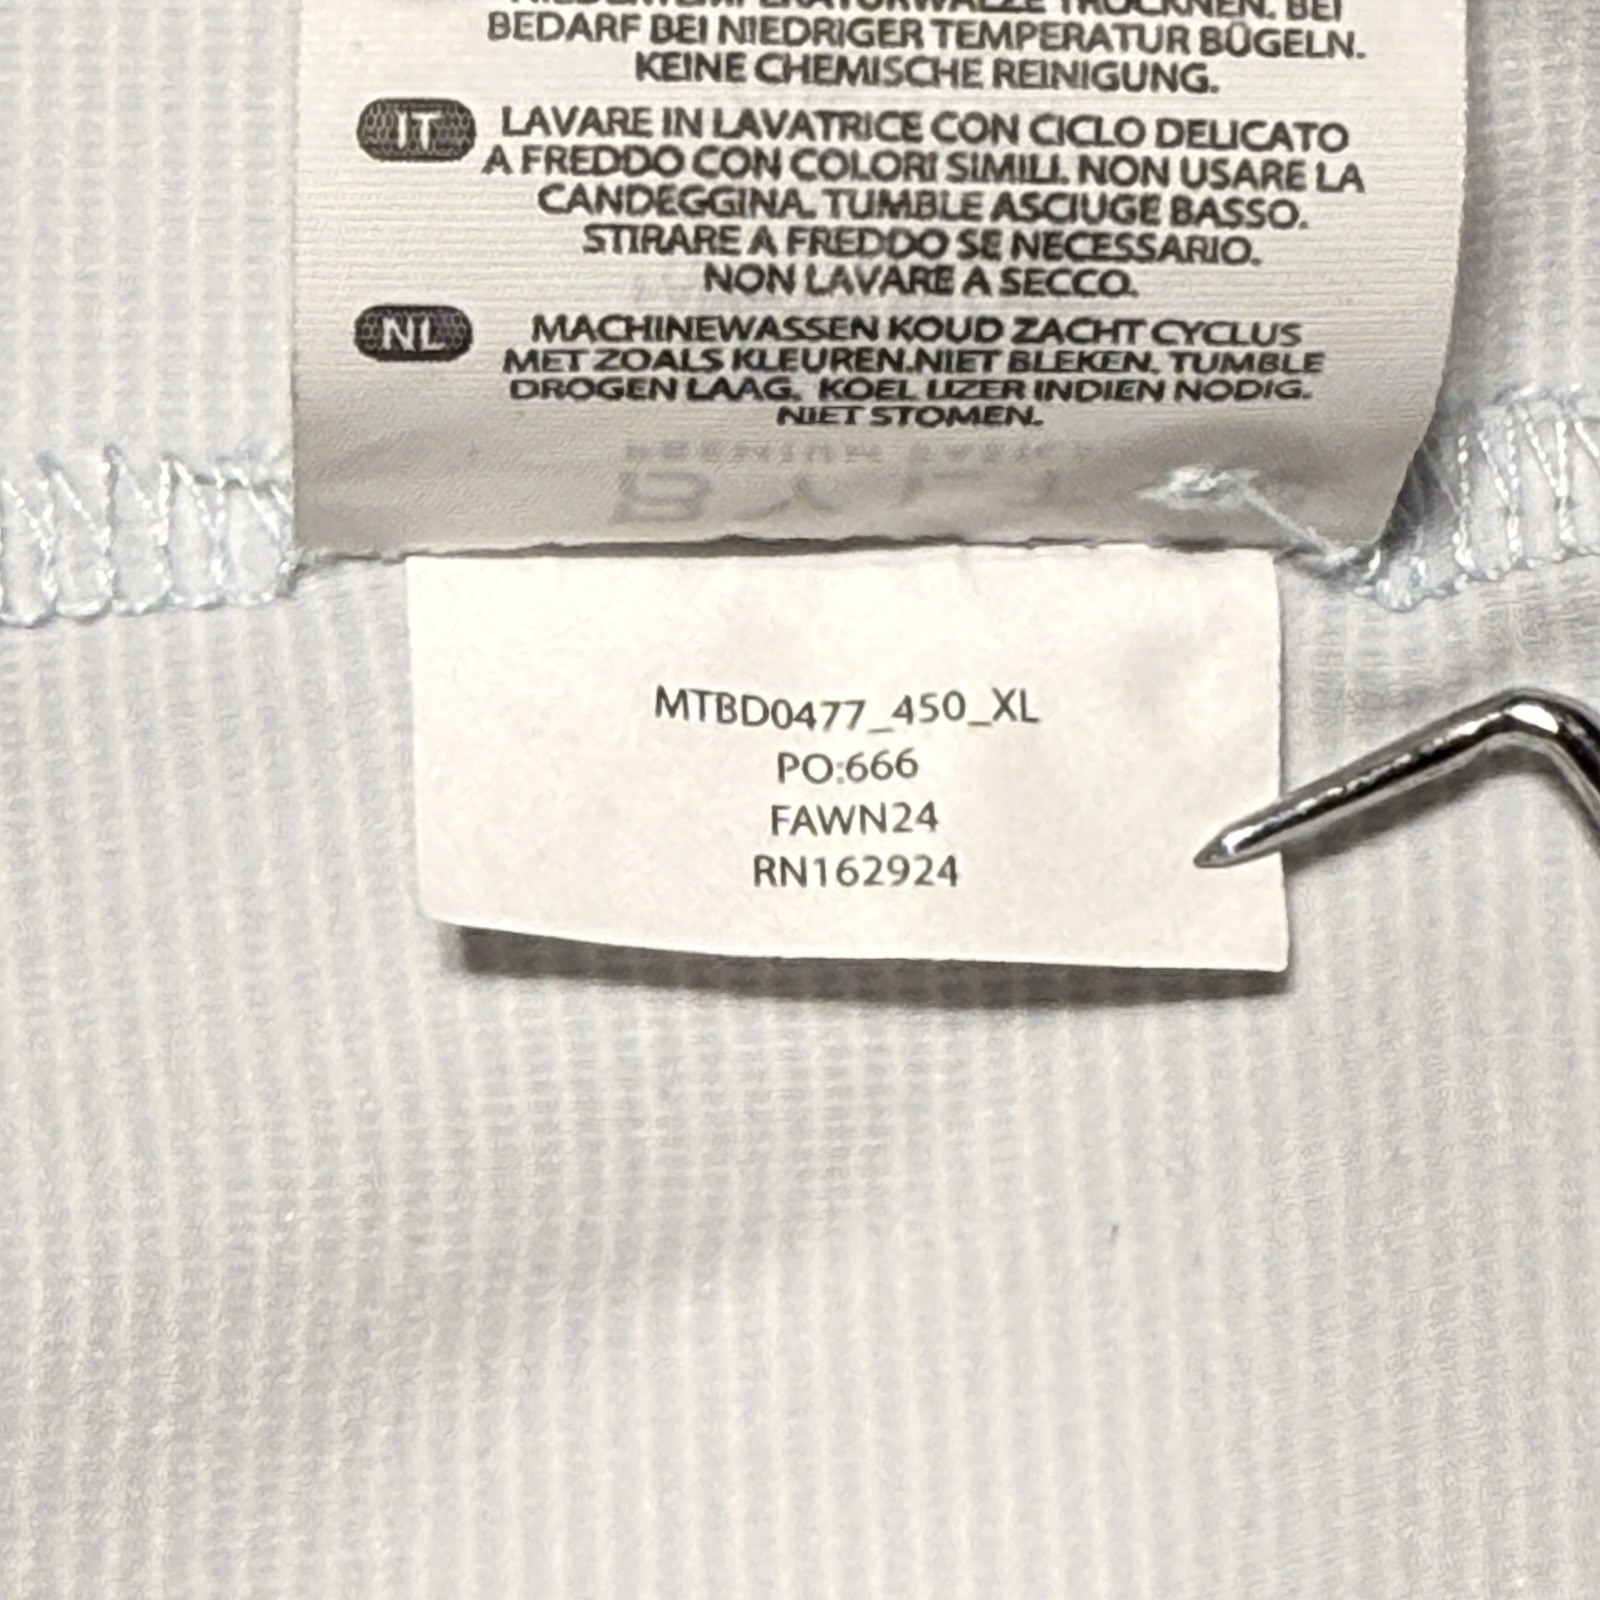 BEDARF BEI NIEDRIGER TEMPERATUR BÜGELN.
KEINE CHEMISCHE REINIGUNG.
IT LAVARE IN LAVATRICE CON CICLO DELICATO
A FREDDO CON COLORI SIMILI. NON USARE LA
CANDEGGINA. TUMBLE ASCIUGE BASSO.
STIRARE A FREDDO SE NECESSARIO.
NON LAVARE A SECCO.
NL MACHINEWASSEN KOUD ZACHT CYCLUS
MET ZOALS KLEUREN.NIET BLEKEN. TUMBLE
DROGEN LAAG. KOEL IJZER INDIEN NODIG.
NIET STOMEN.
MTBD0477_450_XL
PO:666
FAWN24
RN162924